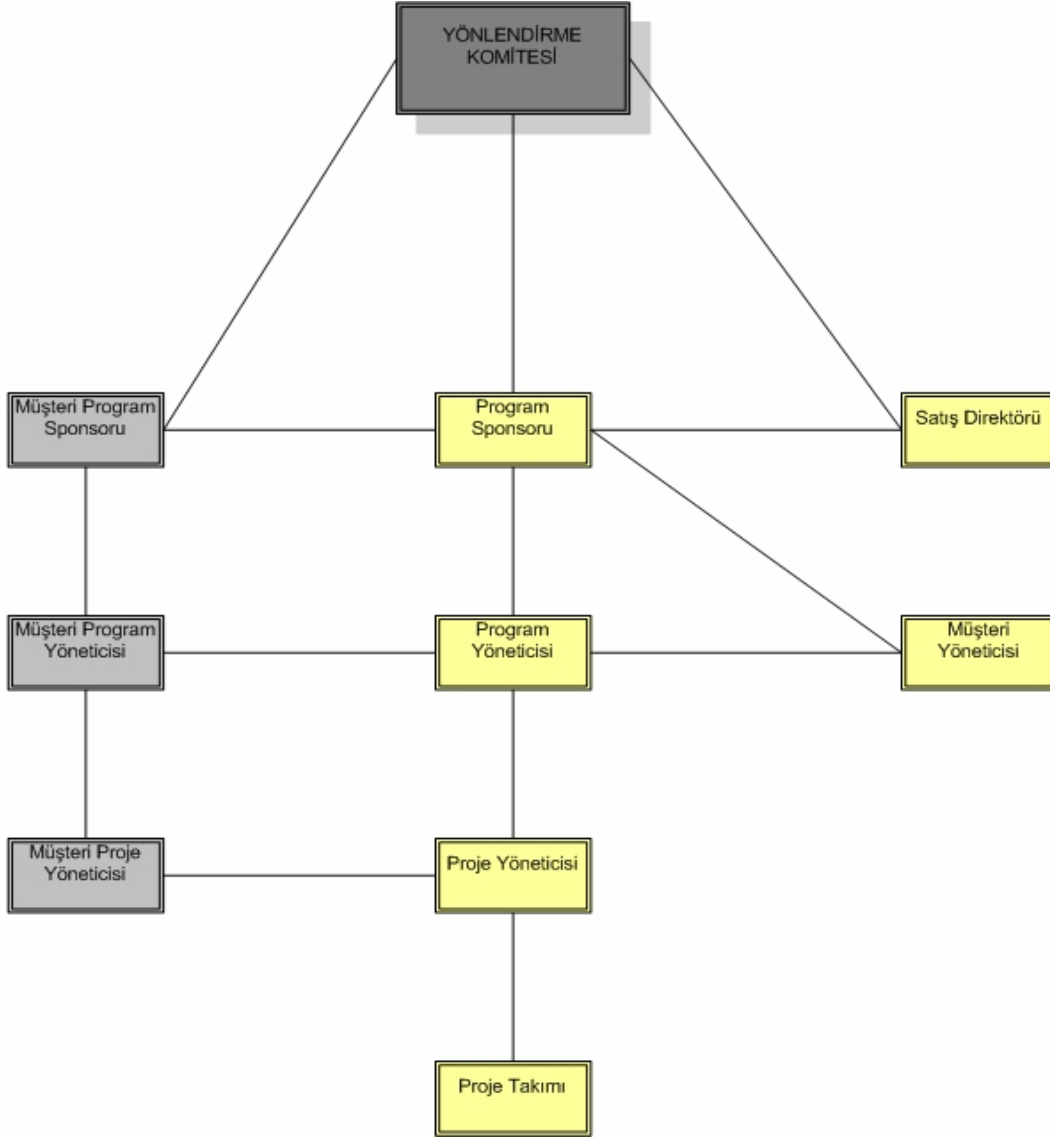 YÖNLENDİRME
KOMİTESİ
Müşteri Program
Sponsoru
Program
Sponsoru
Satış Direktörü
Müşteri Program
Yöneticisi
Program
Yöneticisi
Müşteri
Yöneticisi
Müşteri Proje
Yöneticisi
Proje Yöneticisi
Proje Takımı